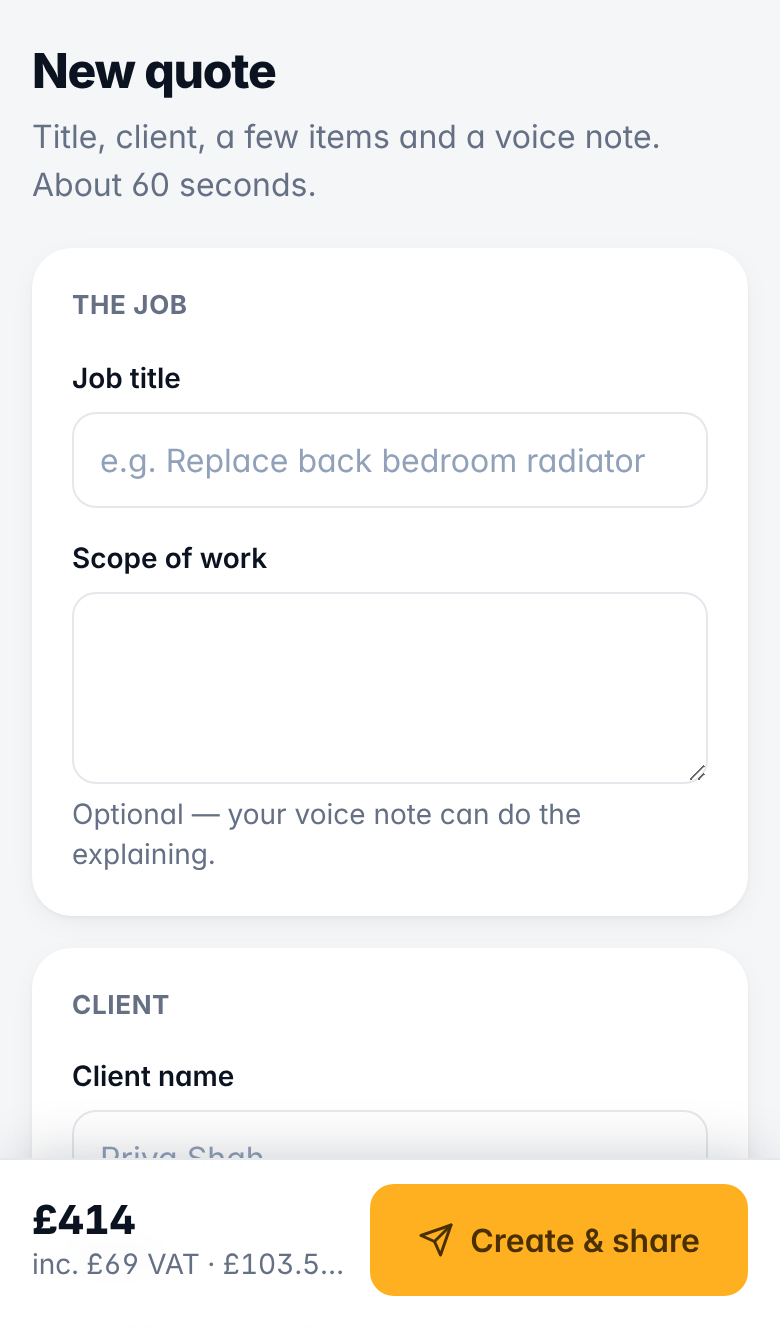 New quote
Title, client, a few items and a voice note.
About 60 seconds.
THE JOB
Job title
e.g. Replace back bedroom radiator
Scope of work
Optional — your voice note can do the
explaining.
CLIENT
Client name
Priya Shah
£414
inc. £69 VAT · £103.5...
Create & share